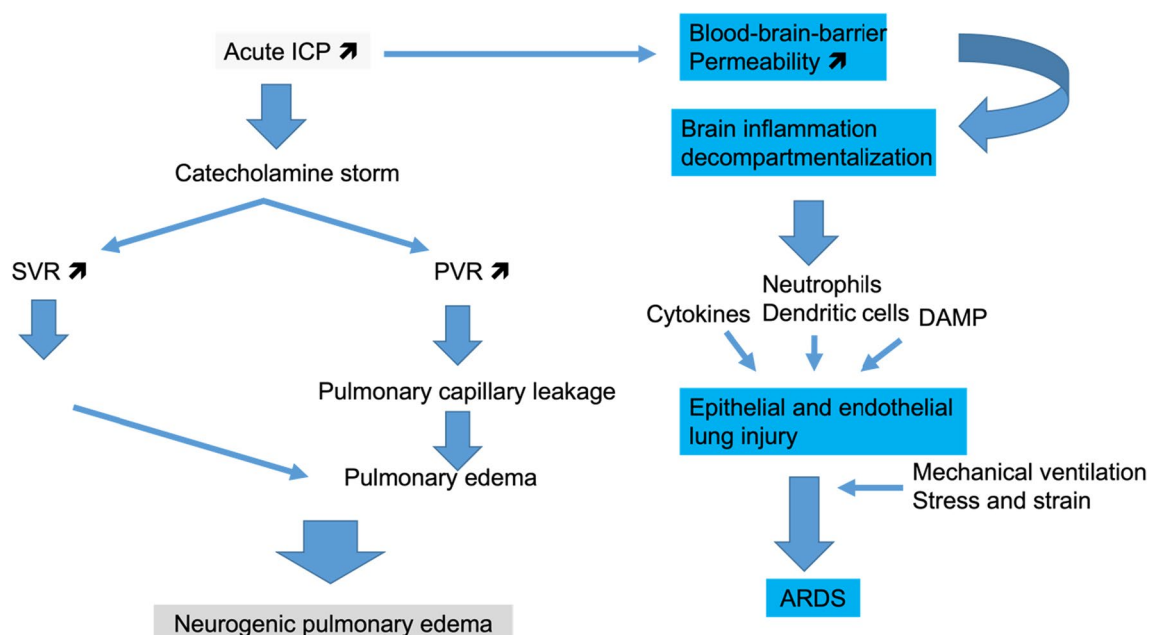 Acute ICP ↗
Blood-brain-barrier
Permeability ↗
Brain inflammation
decompartmentalization
Catecholamine storm
SVR ↗
PVR ↗
Neutrophils
Cytokines
Dendritic cells
DAMP
Pulmonary capillary leakage
Epithelial and endothelial
lung injury
Pulmonary edema
Mechanical ventilation
Stress and strain
ARDS
Neurogenic pulmonary edema